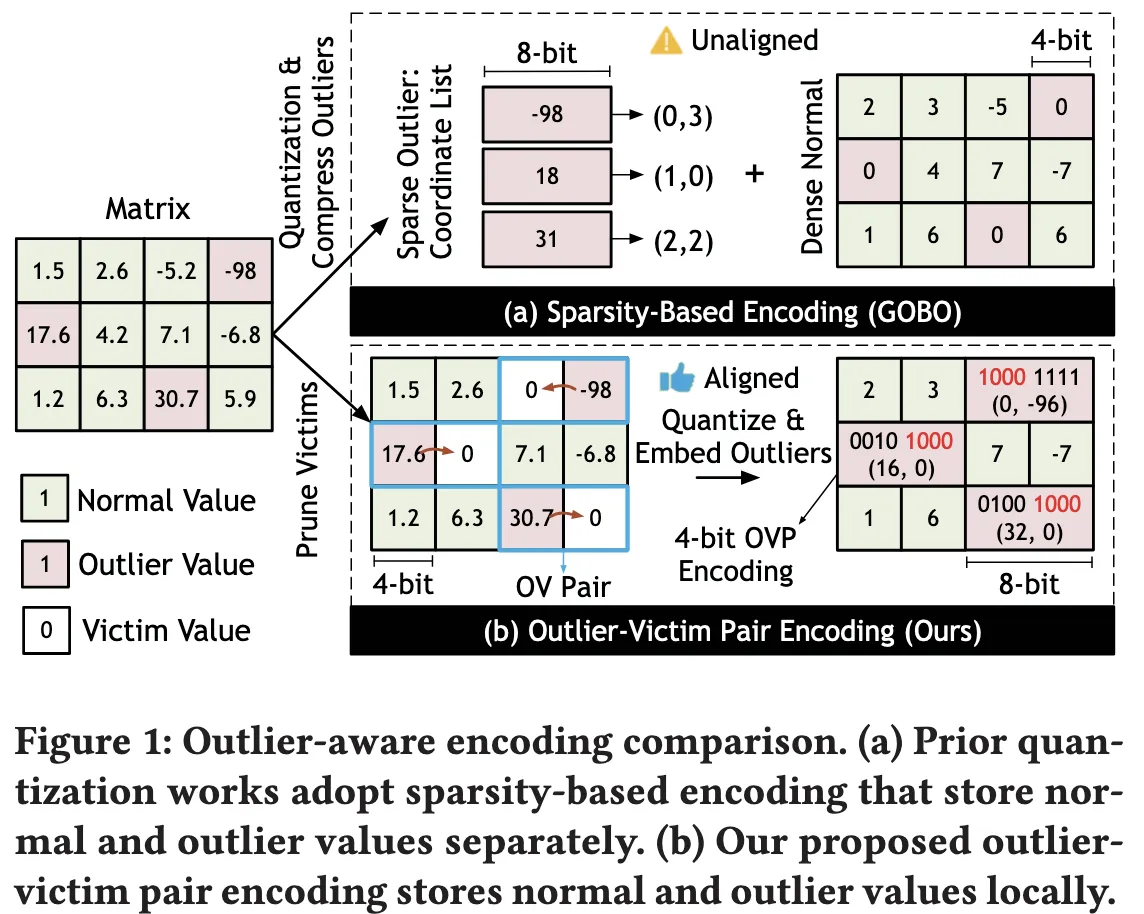 Quantization &
Compress Outliers
Sparse Outlier:
Coordinate List
8-bit
-98 (0,3)
18 (1,0)
31 (2,2)
+
Unaligned
4-bit
Dense Normal
2 3 -5 0
0 4 7 -7
1 6 0 6
(a) Sparsity-Based Encoding (GOBO)
Matrix
1.5 2.6 -5.2 -98
17.6 4.2 7.1 -6.8
1.2 6.3 30.7 5.9
1 Normal Value
1 Outlier Value
0 Victim Value
Prune Victims
1.5 2.6 0 -98
17.6 0 7.1 -6.8
1.2 6.3 30.7 0
4-bit
OV Pair
Aligned
Quantize &
Embed Outliers
4-bit OVP
Encoding
2 3 1000 1111
(0, -96)
0010 1000
(16, 0)
7 -7
1 6 0100 1000
(32, 0)
8-bit
(b) Outlier-Victim Pair Encoding (Ours)
Figure 1: Outlier-aware encoding comparison. (a) Prior quan-
tization works adopt sparsity-based encoding that store nor-
mal and outlier values separately. (b) Our proposed outlier-
victim pair encoding stores normal and outlier values locally.